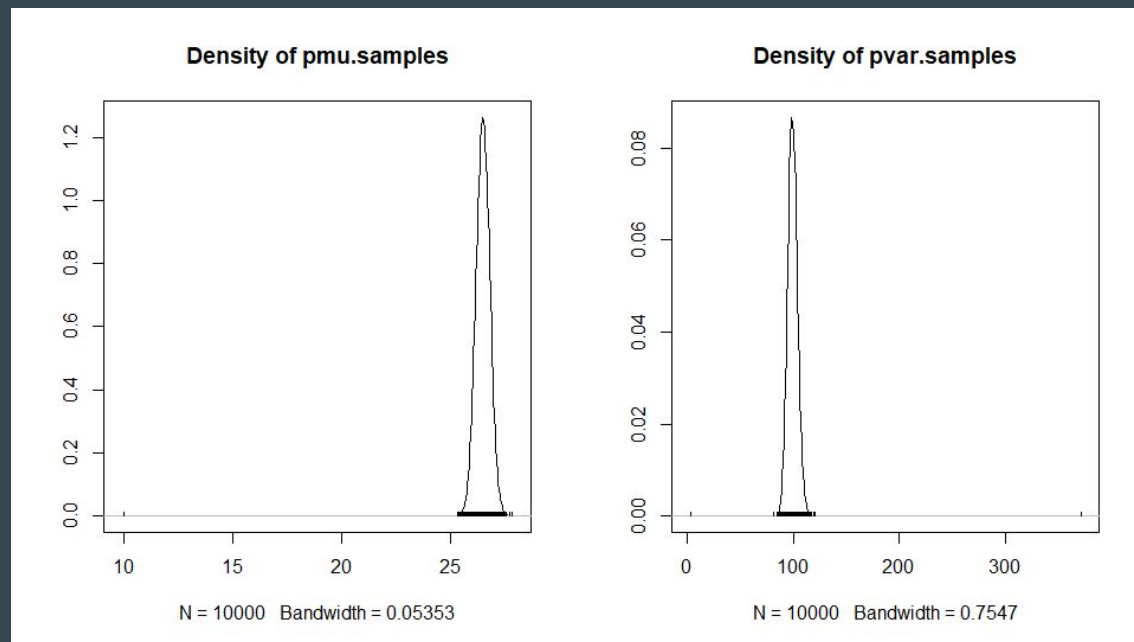 Density of pmu.samples
1.2
1.0
0.8
0.6
0.4
0.2
0.0
10 15 20 25
N = 10000 Bandwidth = 0.05353
Density of pvar.samples
0.08
0.06
0.04
0.02
0.00
0 100 200 300
N = 10000 Bandwidth = 0.7547